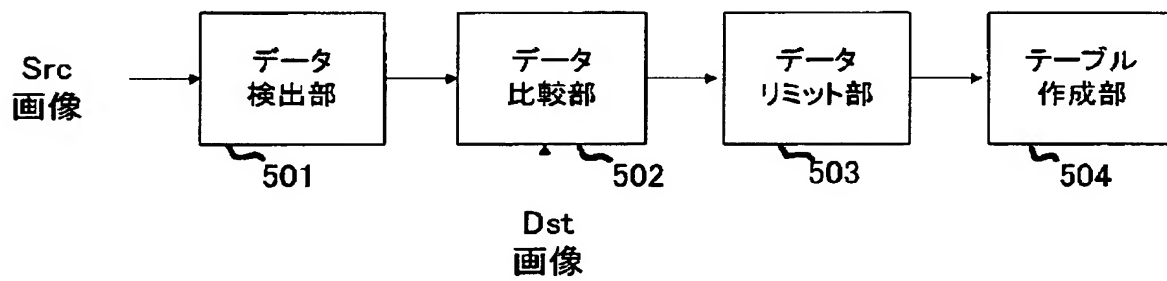 Src
画像
データ
検出部
501
データ
比較部
502
データ
リミット部
503
テーブル
作成部
504
Dst
画像